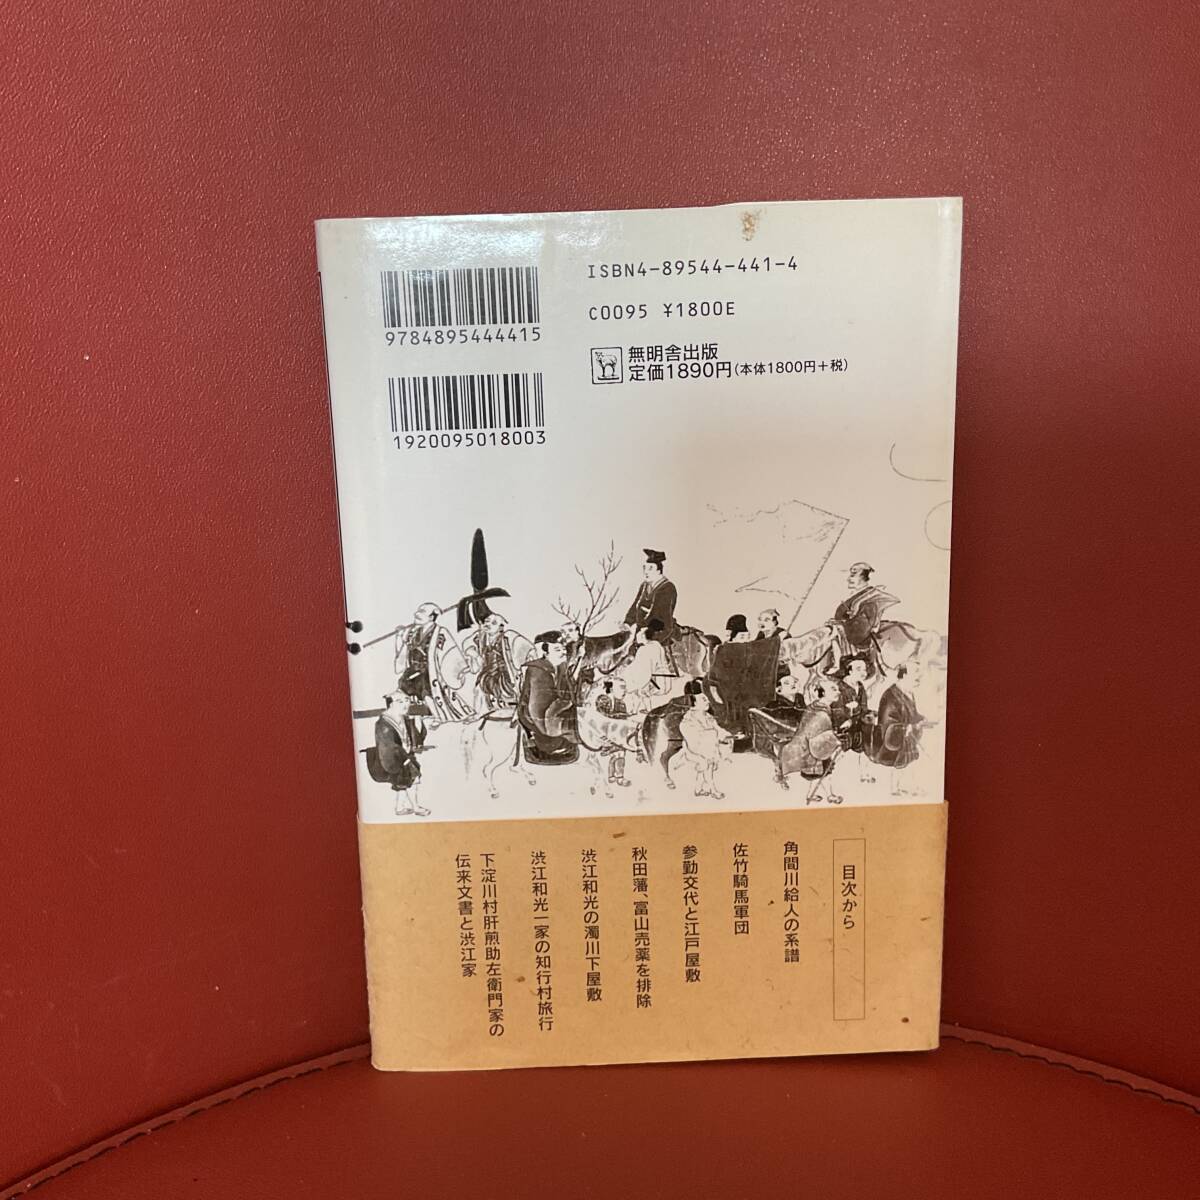 9784895444415
ISBN4-89544-441-4
C0095 ¥1800E
無明舎出版
定価1890円(本体1800円+税)
1920095018003
目次から
角間川給人の系譜
佐竹騎馬軍団
参勤交代と江戸屋敷
秋田藩、富山売薬を排除
渋江和光の濁川下屋敷
渋江和光一家の知行村旅行
下淀川村肝煎助左衛門家の
伝来文書と渋江家